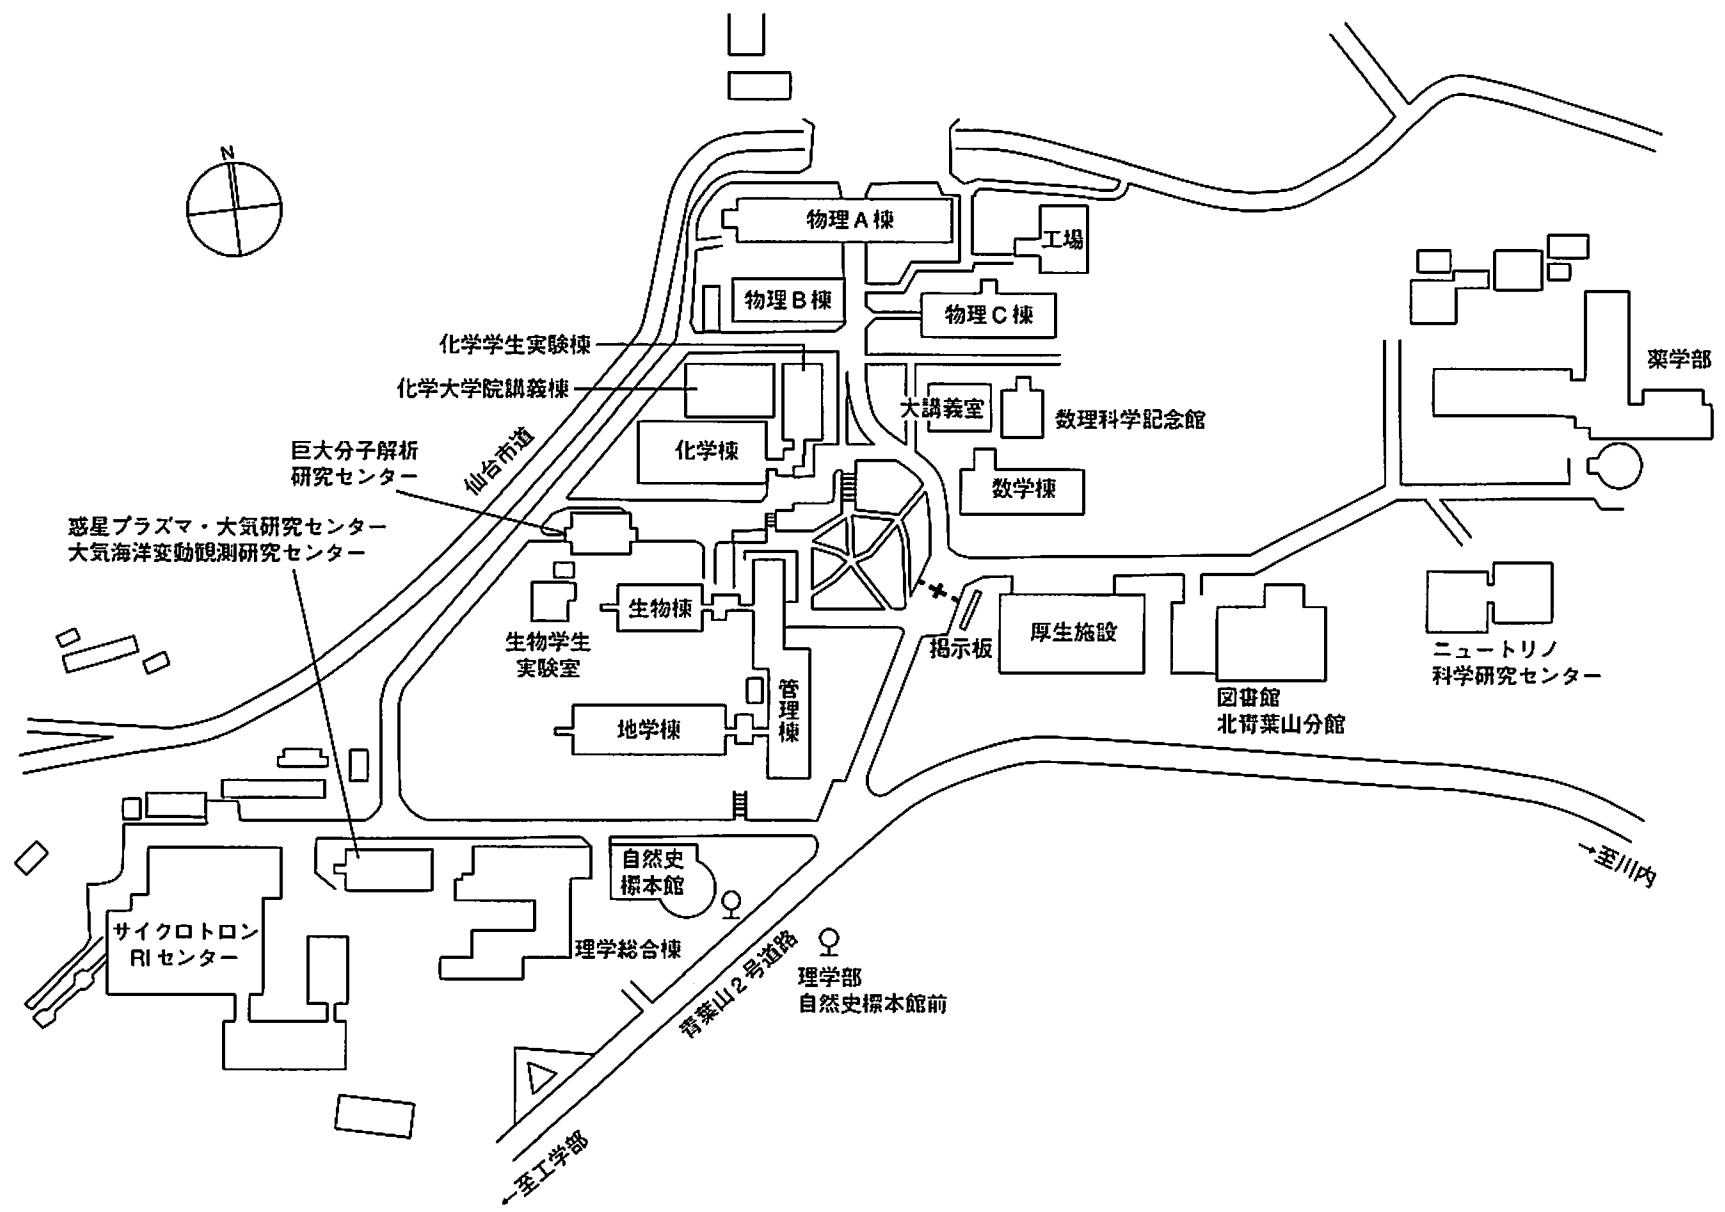 N
物理A棟
工場
物理B棟
物理C棟
化学学生実験棟
化学大学院講義棟
大講義室
数理科学記念館
薬学部
化学棟
巨大分子解析
研究センター
仙台市道
数学棟
惑星プラズマ・大気研究センター
大気海洋変動観測研究センター
生物棟
生物学生
実験室
掲示板
厚生施設
ニュートリノ
科学研究センター
図書館
北青葉山分館
管理棟
地学棟
→至川内
自然史
標本館
サイクロトロン
RIセンター
理学総合棟
青葉山2号道路
理学部
自然史標本館前
←至工学部